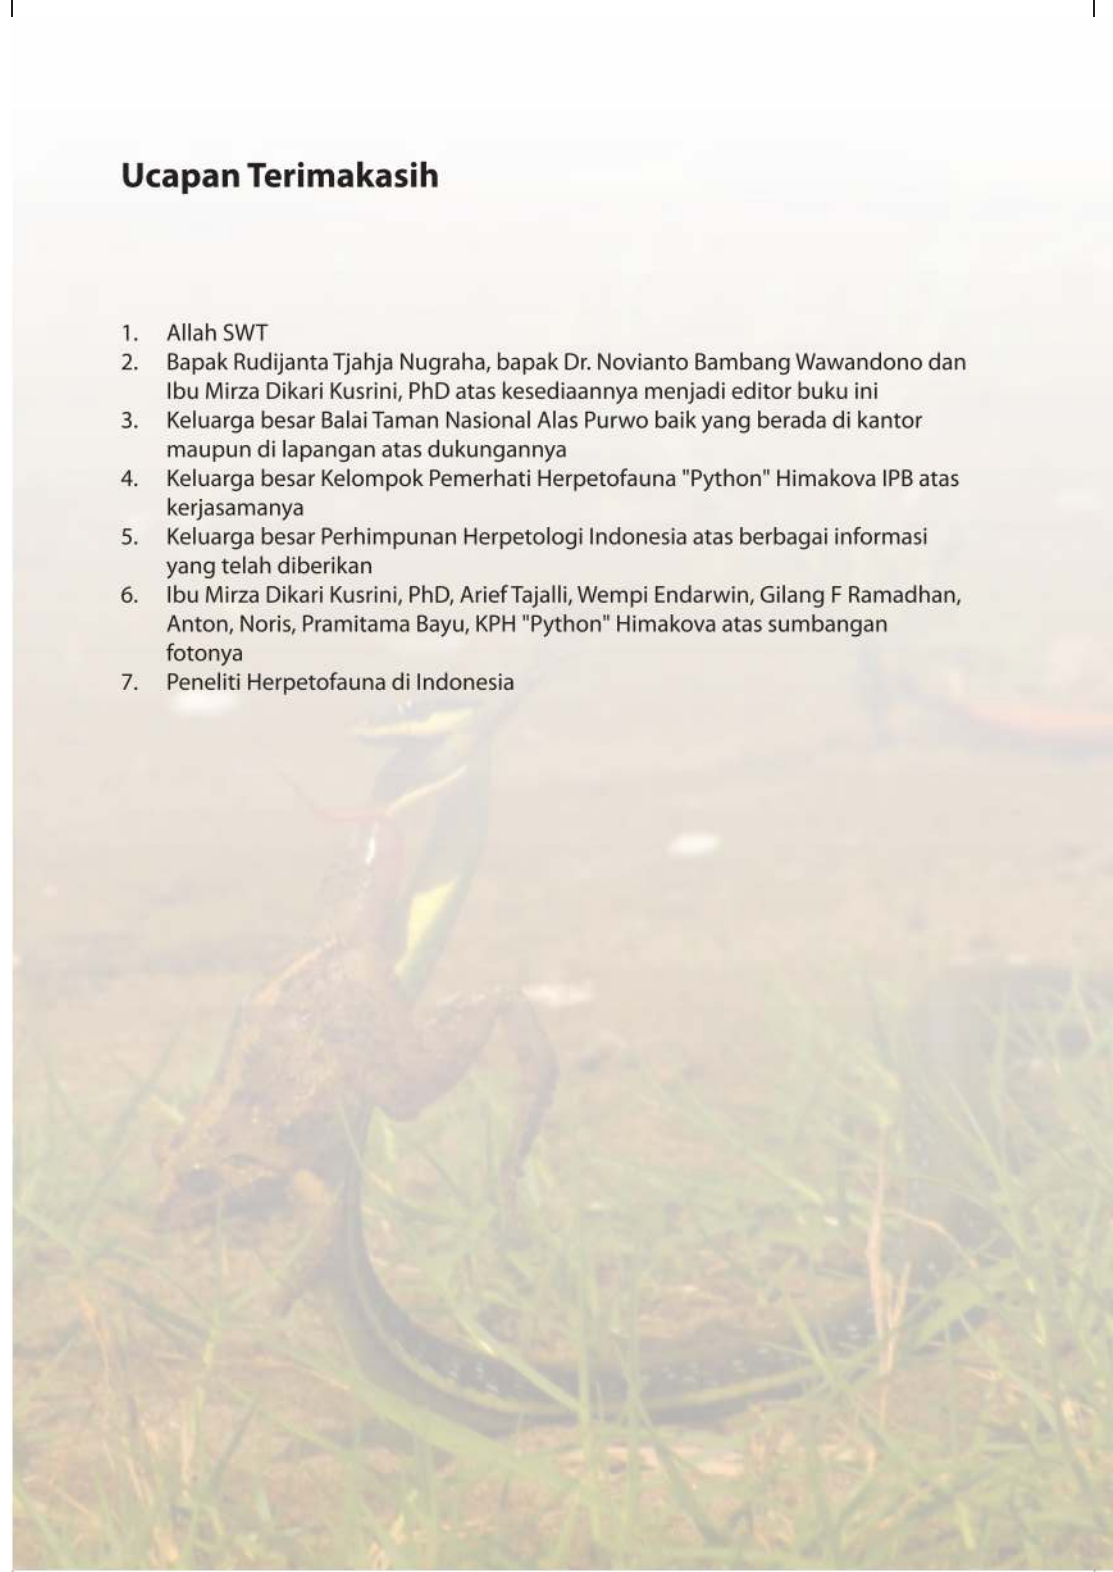 Ucapan Terimakasih
1. Allah SWT
2. Bapak Rudijanta Tjahja Nugraha, bapak Dr. Novianto Bambang Wawandono dan
Ibu Mirza Dikari Kusrini, PhD atas kesediaannya menjadi editor buku ini
3. Keluarga besar Balai Taman Nasional Alas Purwo baik yang berada di kantor
maupun di lapangan atas dukungannya
4. Keluarga besar Kelompok Pemerhati Herpetofauna "Python" Himakova IPB atas
kerjasamanya
5. Keluarga besar Perhimpunan Herpetologi Indonesia atas berbagai informasi
yang telah diberikan
6. Ibu Mirza Dikari Kusrini, PhD, Arief Tajalli, Wempi Endarwin, Gilang F Ramadhan,
Anton, Noris, Pramitama Bayu, KPH "Python" Himakova atas sumbangan
fotonya
7. Peneliti Herpetofauna di Indonesia